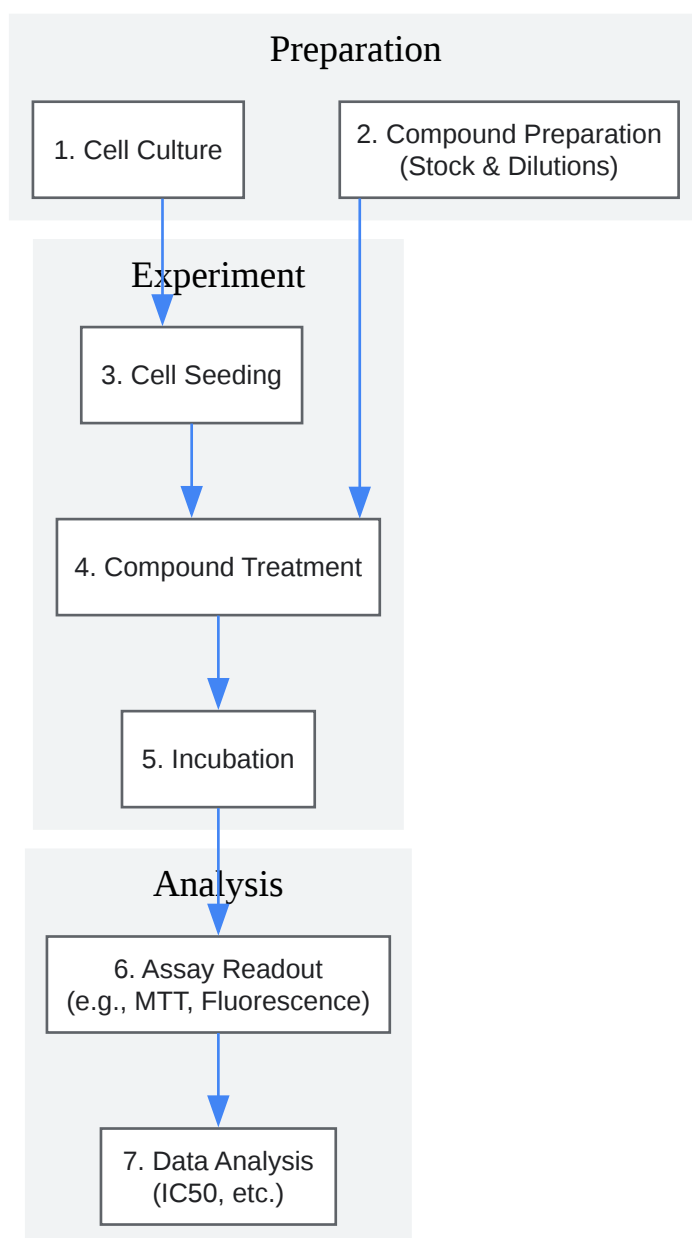 Preparation
1. Cell Culture
2. Compound Preparation
(Stock & Dilutions)
Experiment
3. Cell Seeding
4. Compound Treatment
5. Incubation
Analysis
6. Assay Readout
(e.g., MTT, Fluorescence)
7. Data Analysis
(IC50, etc.)